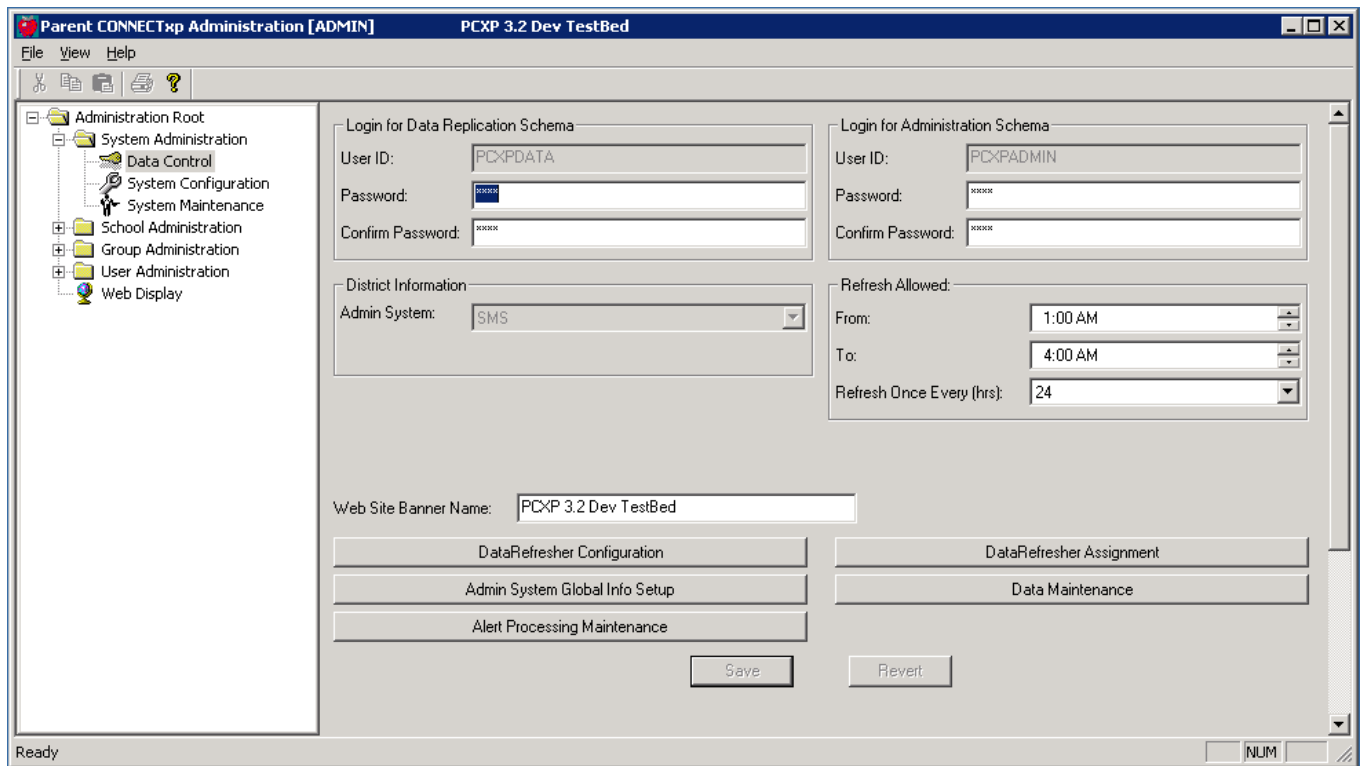 Parent CONNECTxp Administration [ADMIN] PCXP 3.2 Dev TestBed
File View Help
Administration Root
System Administration
Data Control
System Configuration
System Maintenance
School Administration
Group Administration
User Administration
Web Display
Login for Data Replication Schema
User ID: PCXPDATA
Password: ****
Confirm Password: ****
Login for Administration Schema
User ID: PCXPADMIN
Password: ****
Confirm Password: ****
District Information
Admin System: SMS
Refresh Allowed:
From: 1:00 AM
To: 4:00 AM
Refresh Once Every (hrs): 24
Web Site Banner Name: PCXP 3.2 Dev TestBed
DataRefresher Configuration
DataRefresher Assignment
Admin System Global Info Setup
Data Maintenance
Alert Processing Maintenance
Save
Revert
Ready
NUM